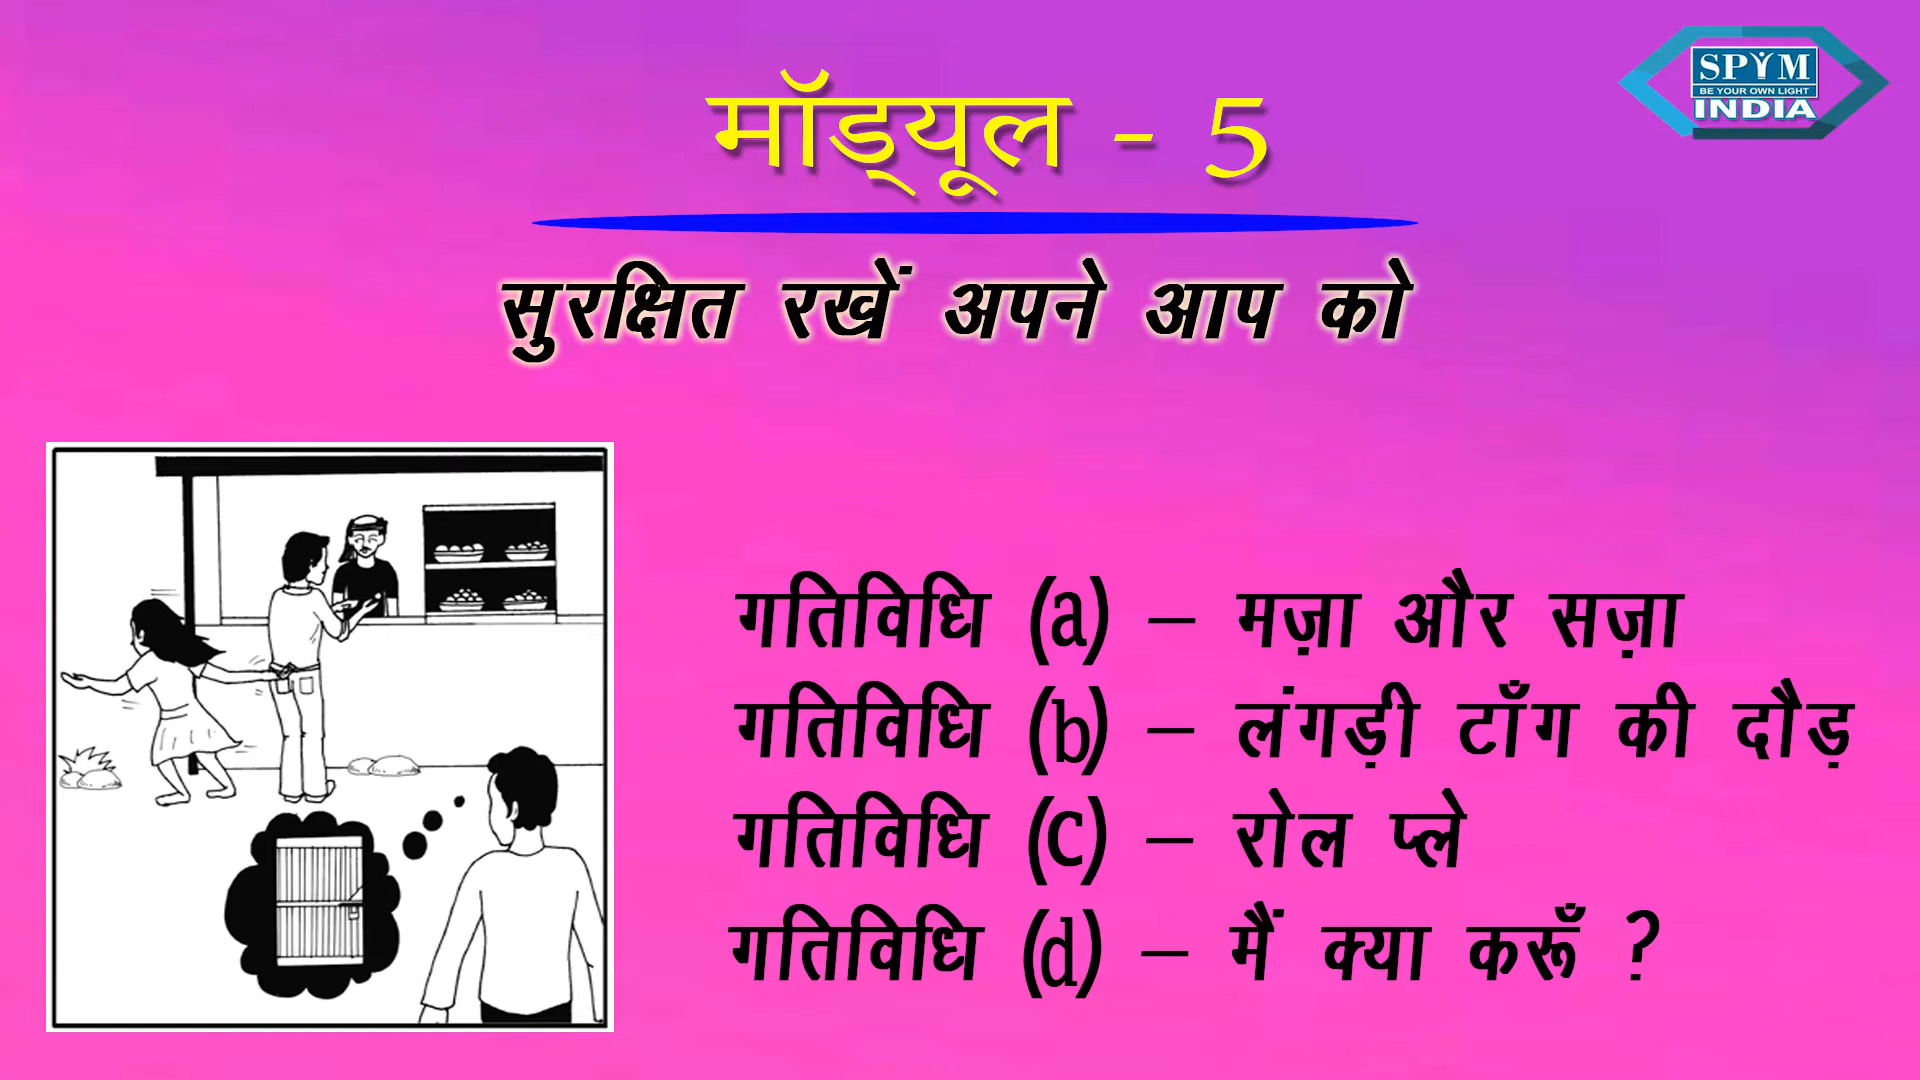 मॉड्यूल - 5
SPYM
BE YOUR OWN LIGHT
INDIA
सुरक्षित रखें अपने आप को
गतिविधि (a) – मज़ा और सज़ा
गतिविधि (b) – लंगड़ी टाँग की दौड़
गतिविधि (c) – रोल प्ले
गतिविधि (d) – मैं क्या करूँ ?